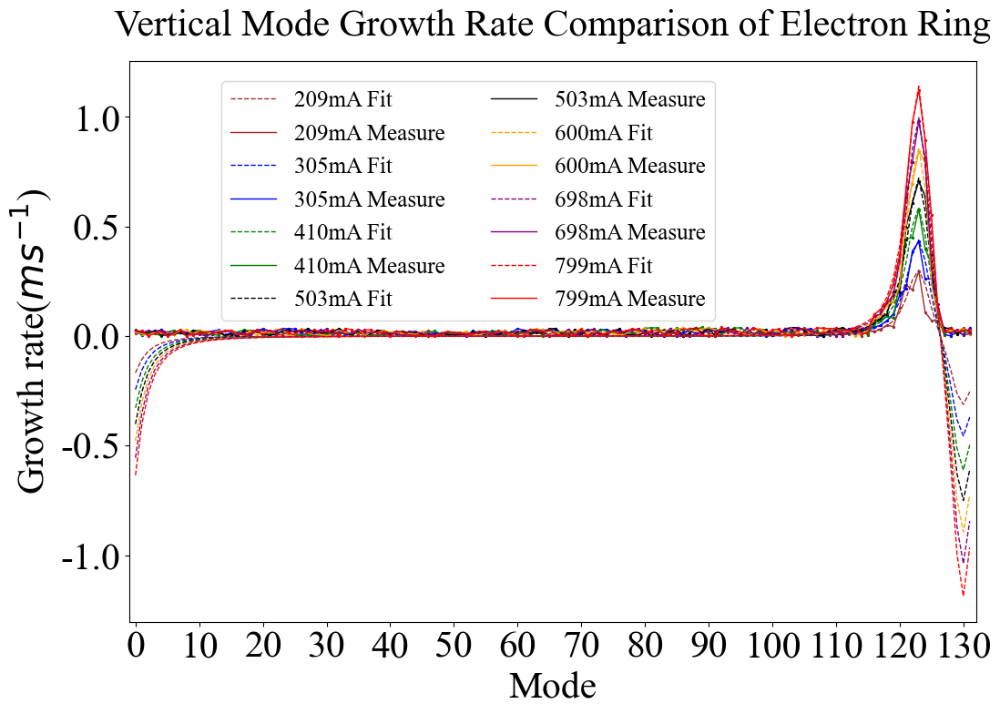 Vertical Mode Growth Rate Comparison of Electron Ring
Growth rate(ms⁻¹)
1.0
0.5
0.0
-0.5
-1.0
209mA Fit
209mA Measure
305mA Fit
305mA Measure
410mA Fit
410mA Measure
503mA Fit
503mA Measure
600mA Fit
600mA Measure
698mA Fit
698mA Measure
799mA Fit
799mA Measure
0 10 20 30 40 50 60 70 80 90 100 110 120 130
Mode